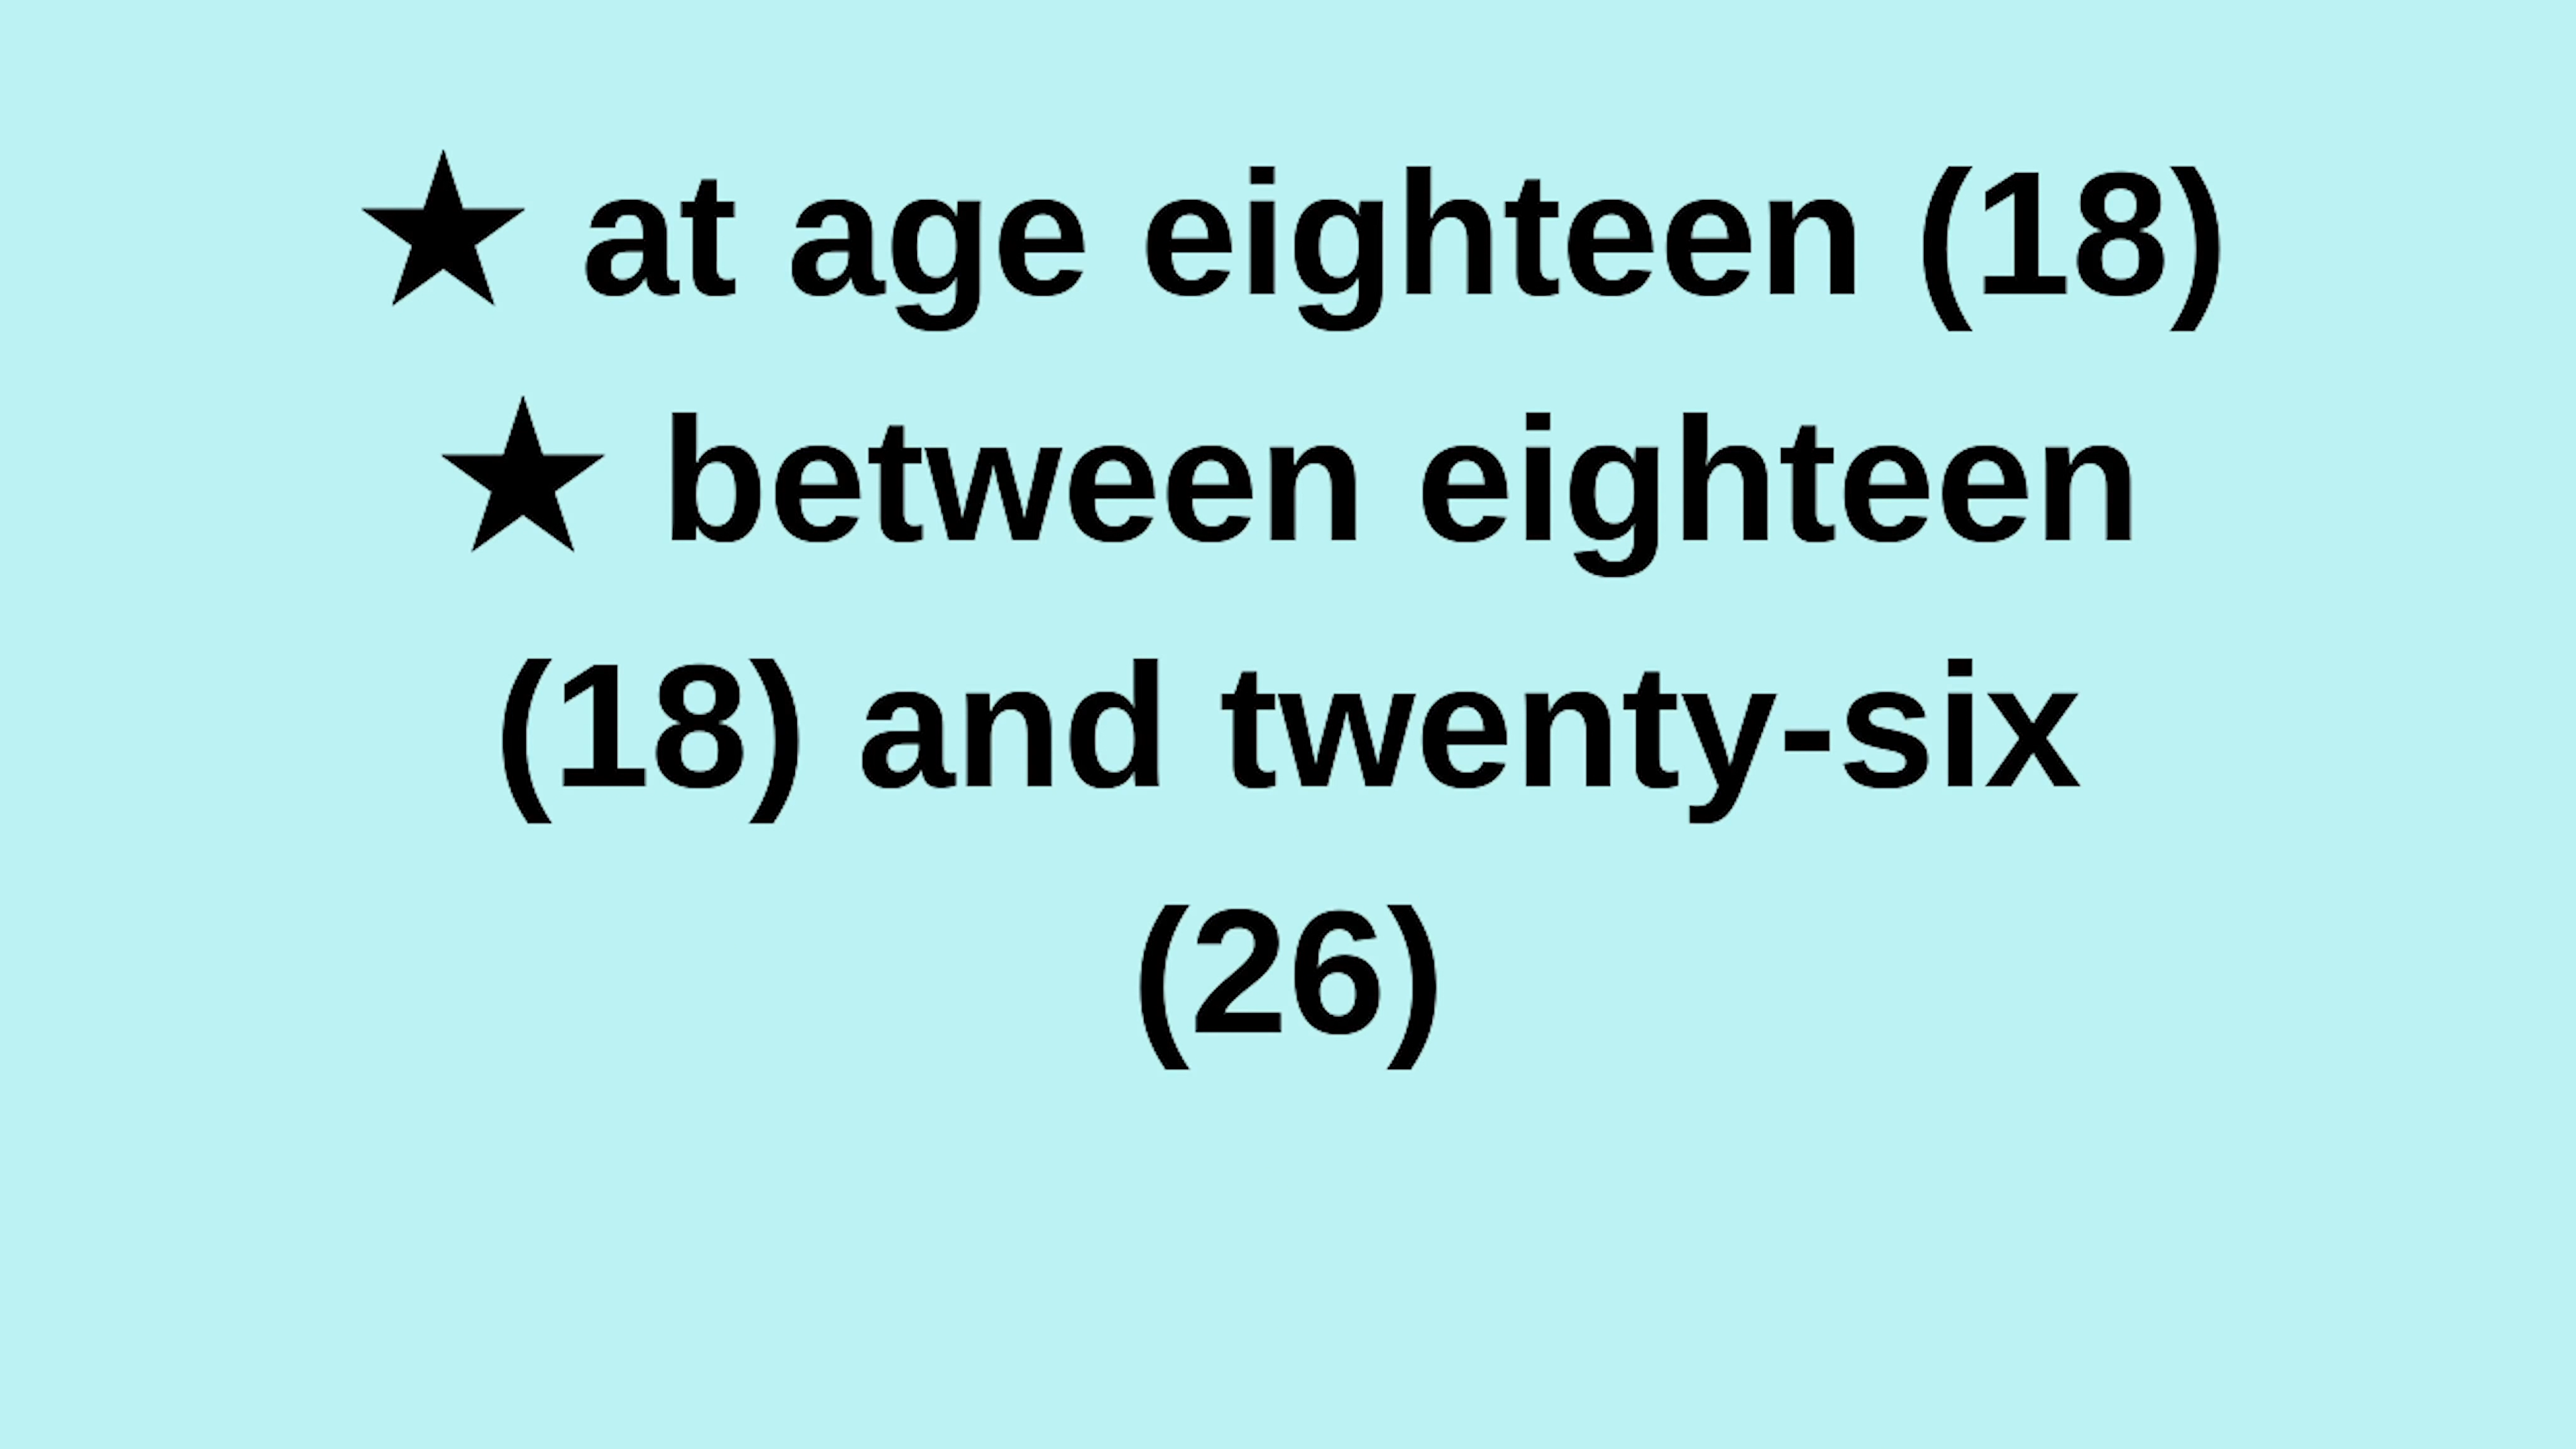 ★ at age eighteen (18)
★ between eighteen
(18) and twenty-six
(26)